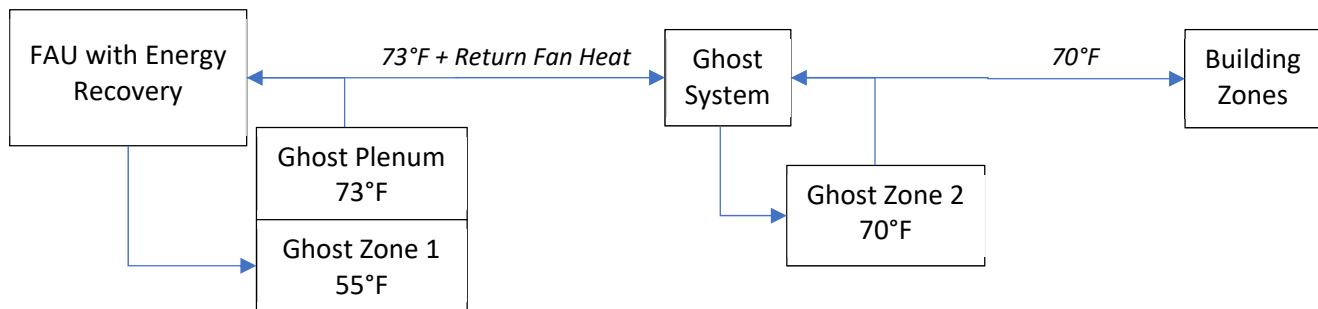 FAU with Energy
Recovery
73°F + Return Fan Heat
Ghost
System
70°F
Building
Zones
Ghost Plenum
73°F
Ghost Zone 1
55°F
Ghost Zone 2
70°F